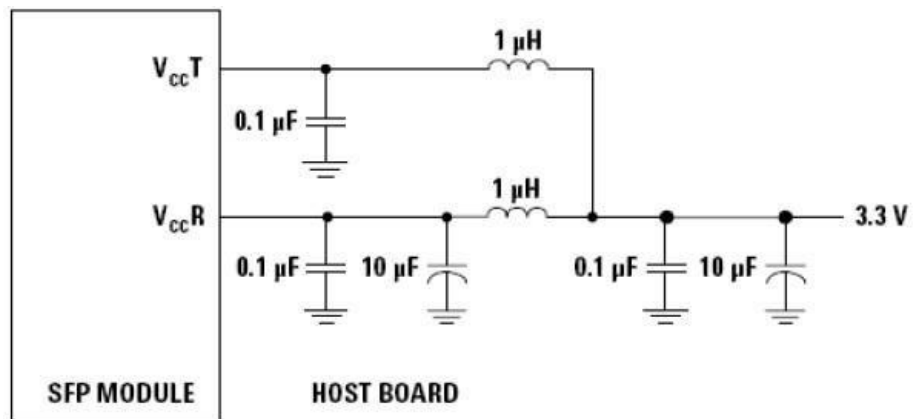 1 µH
VCCT
0.1 µF
1 µH
VCCR
3.3 V
0.1 µF
10 µF
0.1 µF
10 µF
SFP MODULE
HOST BOARD